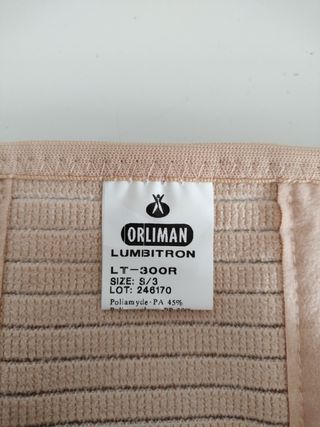 ORLIMAN
LUMBITRON
LT-300R
SIZE: S/3
LOT: 246170
Poliamyde-PA 45%